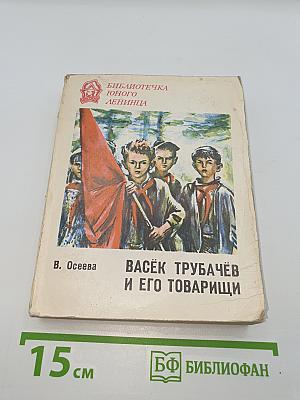 БИБЛИОТЕЧКА
ЮНОГО
ЛЕНИНЦА
В. Осеева
ВАСЁК ТРУБАЧЁВ
И ЕГО ТОВАРИЩИ
15 см
БФ БИБЛИОФАН